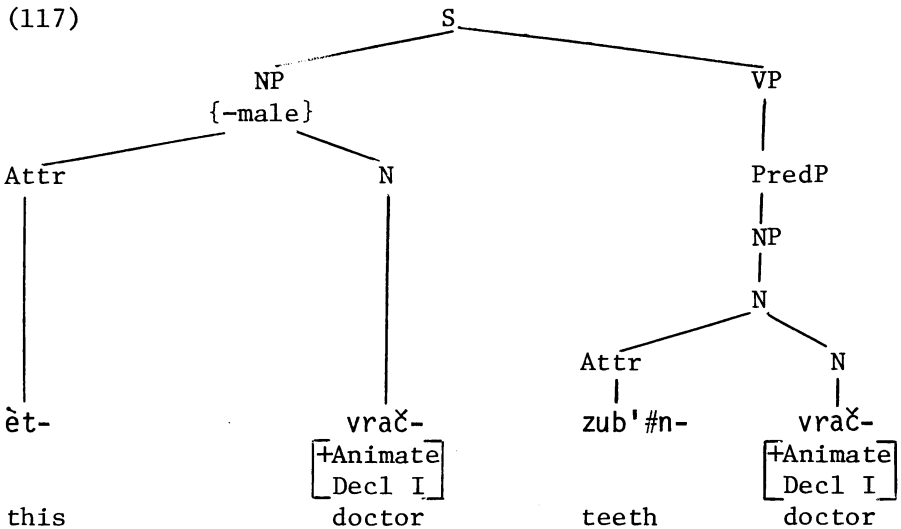 (117)
S
NP VP
{-male}
Attr N PredP
NP
N
Attr N
èt- vrač- zub'#n- vrač-
[+Animate] [+Animate]
[Decl I] [Decl I]
this doctor teeth doctor